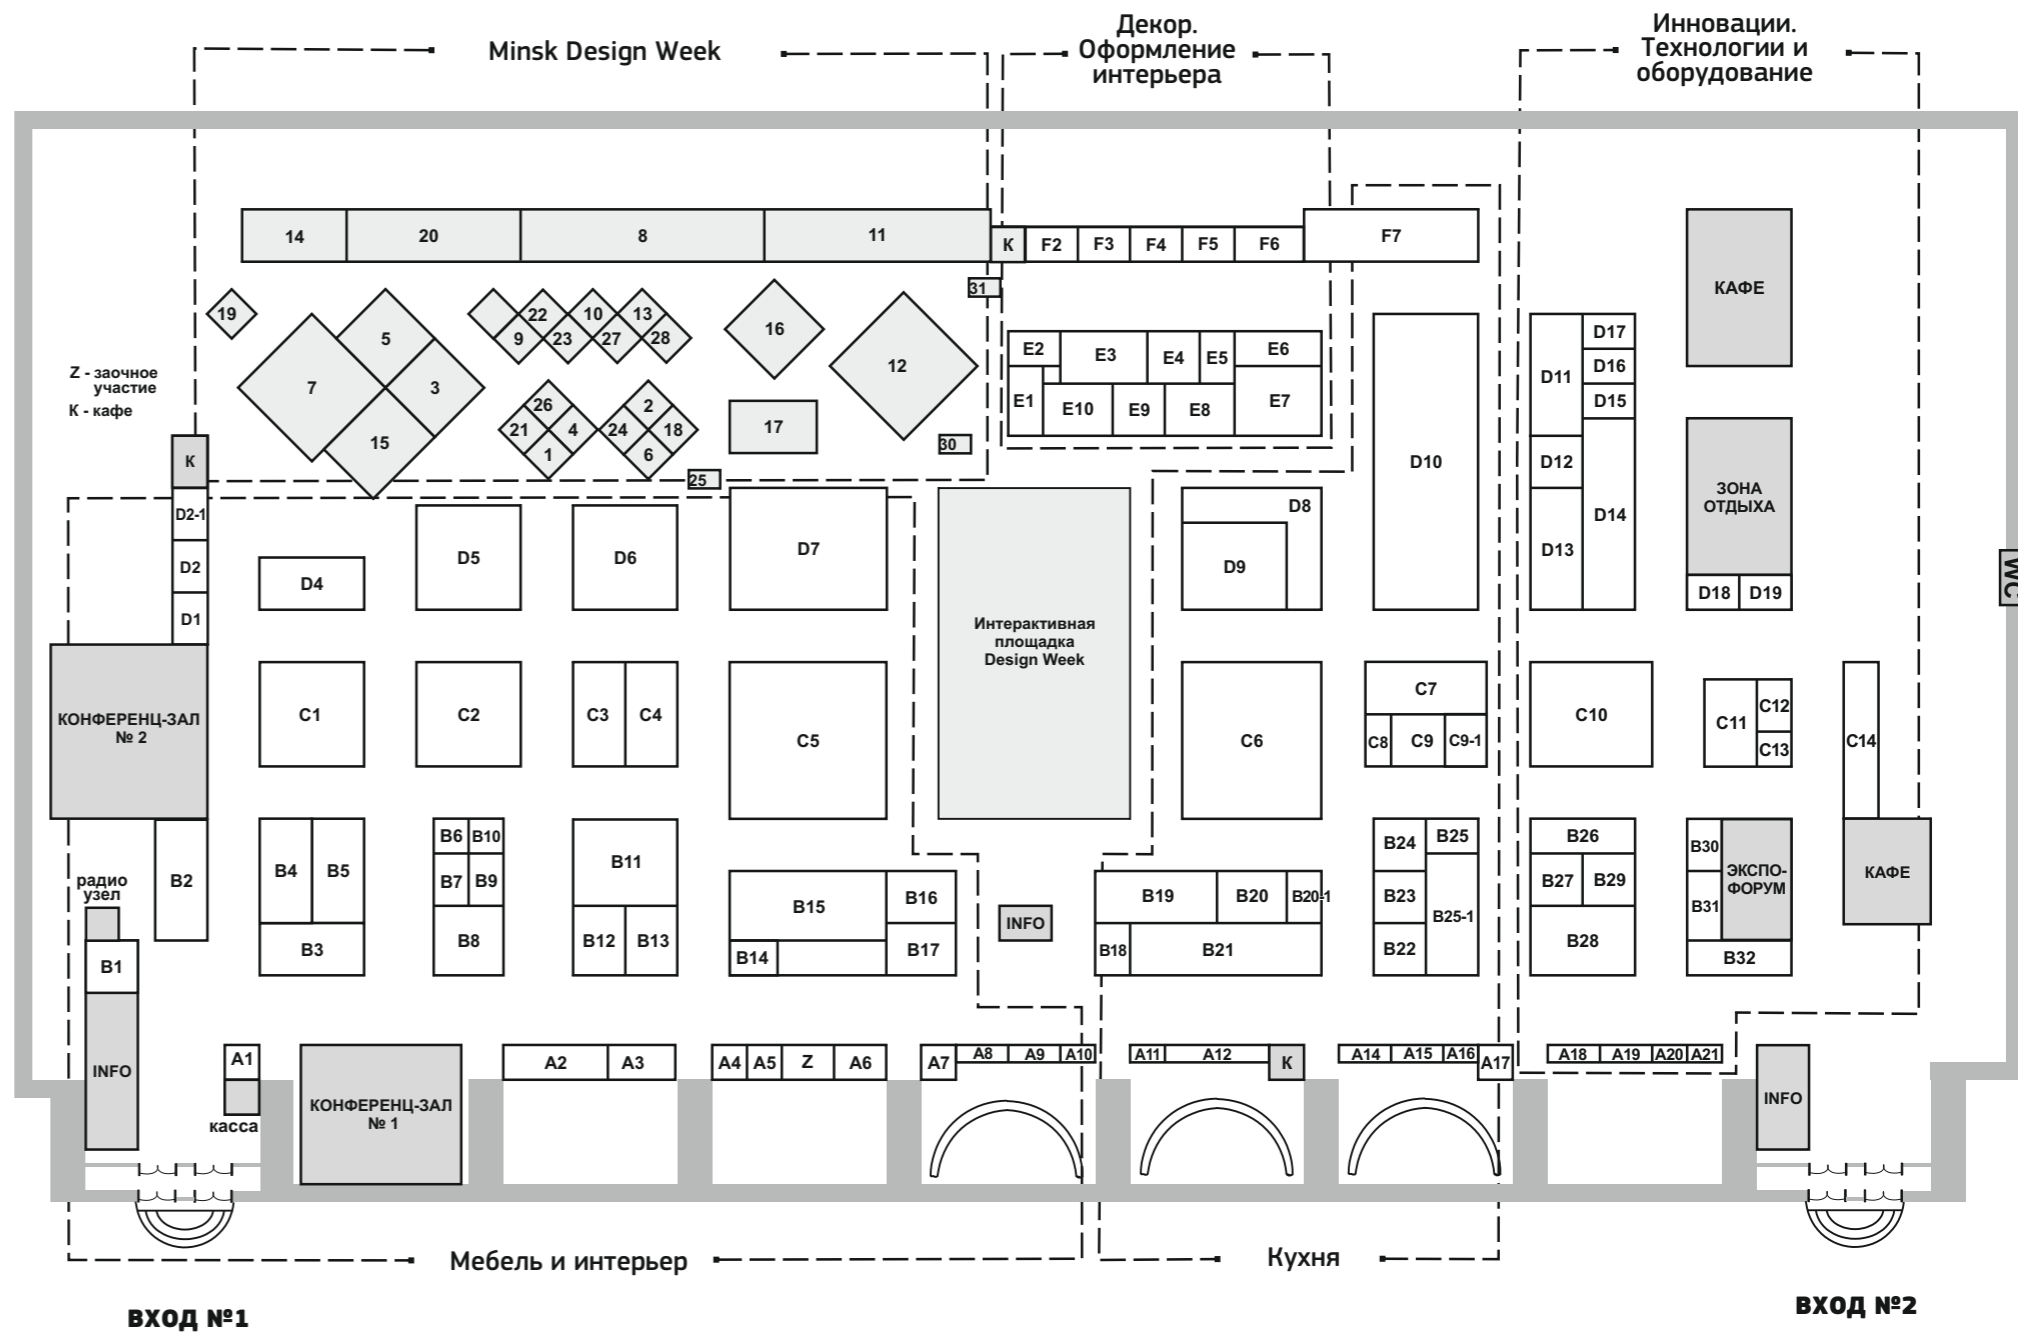 Minsk Design Week
Декор.
Оформление
интерьера
Инновации.
Технологии и
оборудование
14
20
8
11
К
F2
F3
F4
F5
F6
F7
КАФЕ
31
19
22
10
13
9
23
27
28
5
7
3
15
16
12
17
26
21
4
1
2
24
18
6
30
25
E2
E3
E4
E5
E6
E1
E10
E9
E8
E7
Z - заочное
участие
К - кафе
К
D2-1
D2
D1
D4
D5
D6
D7
D8
D9
D10
D11
D17
D16
D15
D12
D13
D14
ЗОНА
ОТДЫХА
D18
D19
WC
Интерактивная
площадка
Design Week
КОНФЕРЕНЦ-ЗАЛ
№ 2
C1
C2
C3
C4
C5
C6
C7
C8
C9
C9-1
C10
C11
C12
C13
C14
B2
радио
узел
B1
INFO
B4
B5
B3
B6
B10
B7
B9
B8
B11
B12
B13
B15
B16
B14
B17
INFO
B19
B20
B20-1
B18
B21
B24
B25
B23
B25-1
B22
B26
B27
B29
B28
B30
B31
ЭКСПО-
ФОРУМ
B32
КАФЕ
A1
касса
КОНФЕРЕНЦ-ЗАЛ
№ 1
A2
A3
A4
A5
Z
A6
A7
A8
A9
A10
A11
A12
К
A14
A15
A16
A17
A18
A19
A20
A21
INFO
Мебель и интерьер
Кухня
ВХОД №1
ВХОД №2